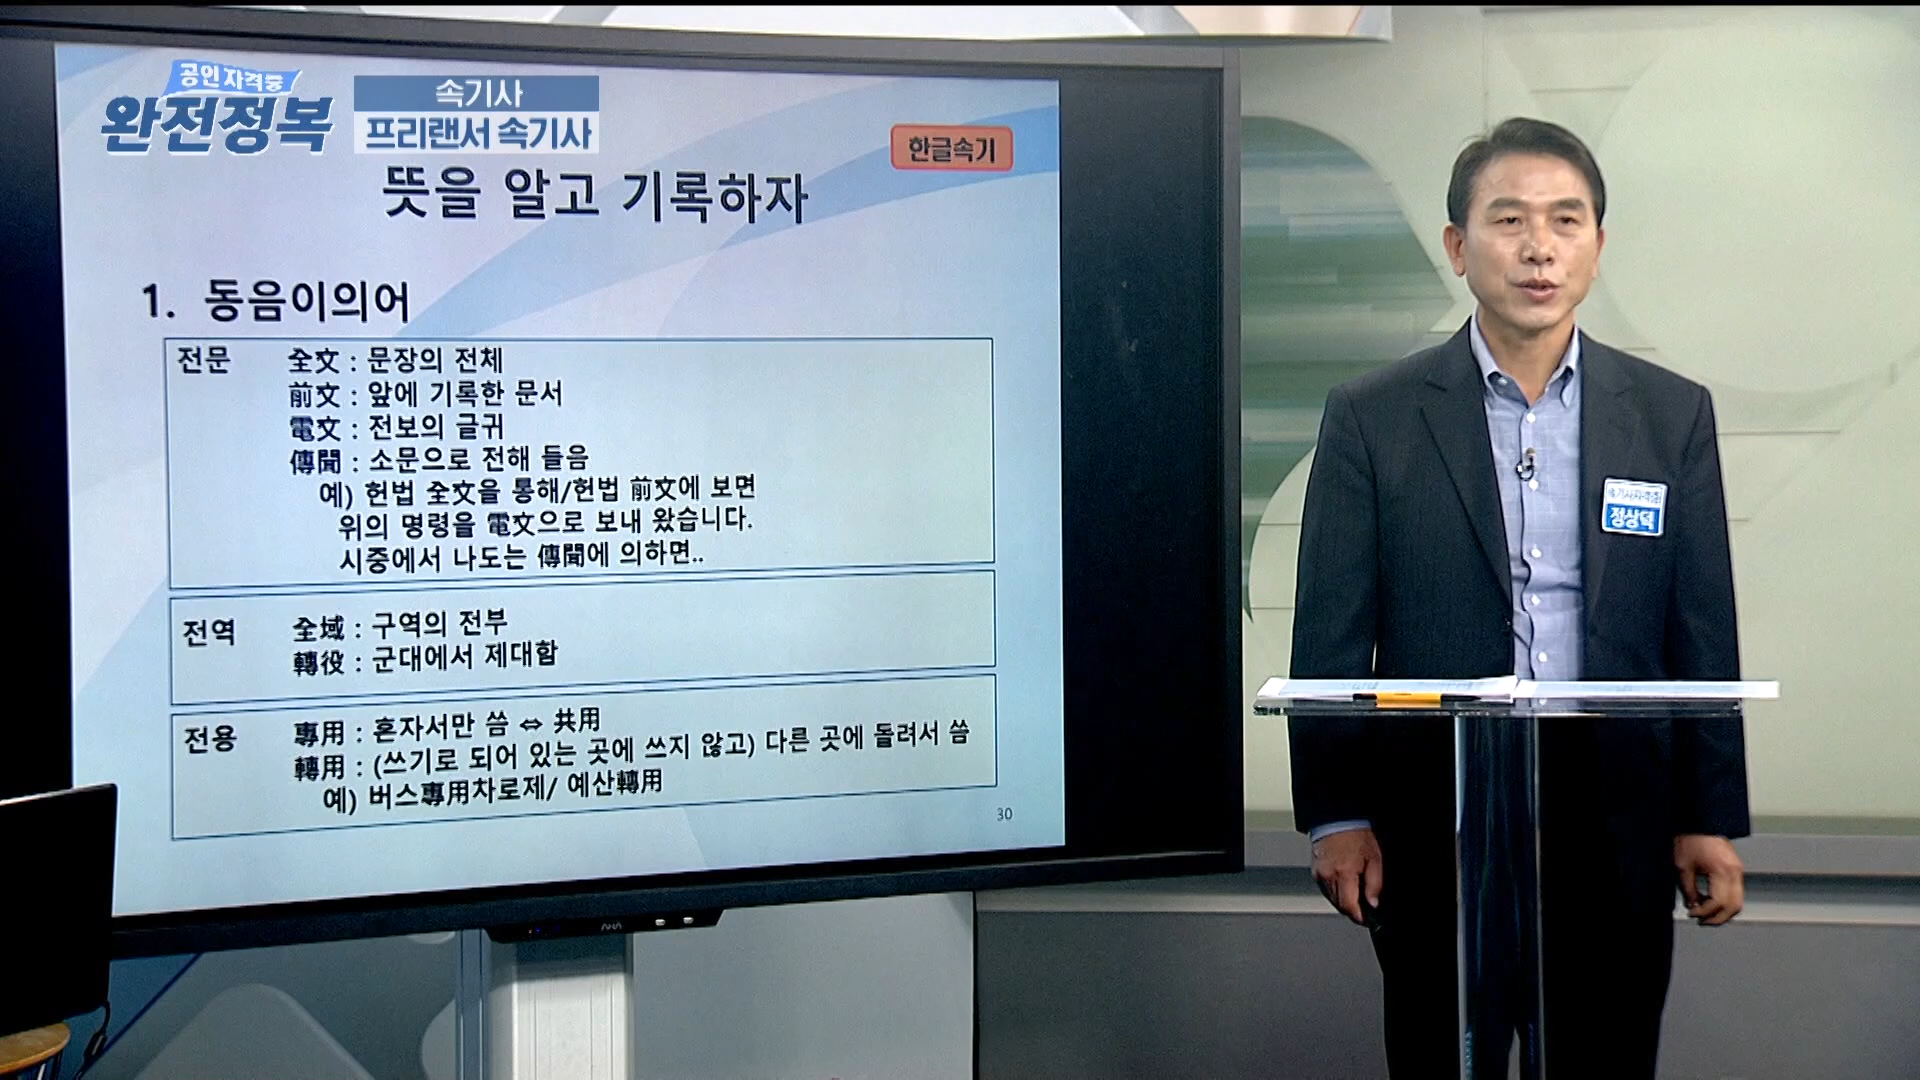 공인 자격증
완전정복
속기사
프리랜서 속기사
한글속기
뜻을 알고 기록하자
1. 동음이의어
전문 全文 : 문장의 전체
前文 : 앞에 기록한 문서
電文 : 전보의 글귀
傳聞 : 소문으로 전해 들음
예) 헌법 全文을 통해/헌법 前文에 보면
위의 명령을 電文으로 보내 왔습니다.
시중에서 나도는 傳聞에 의하면..
전역 全域 : 구역의 전부
轉役 : 군대에서 제대함
전용 專用 : 혼자서만 씀 ⇔ 共用
轉用 : (쓰기로 되어 있는 곳에 쓰지 않고) 다른 곳에 돌려서 씀
예) 버스專用차로제/ 예산轉用
30
속기사자격증
정상덕